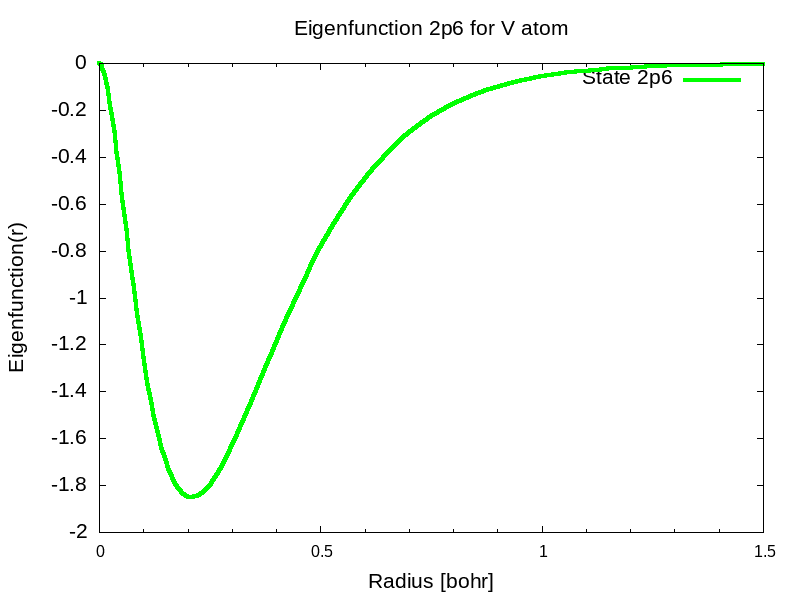 Eigenfunction 2p6 for V atom
State 2p6
Eigenfunction(r)
0
-0.2
-0.4
-0.6
-0.8
-1
-1.2
-1.4
-1.6
-1.8
-2
0 0.5 1 1.5
Radius [bohr]